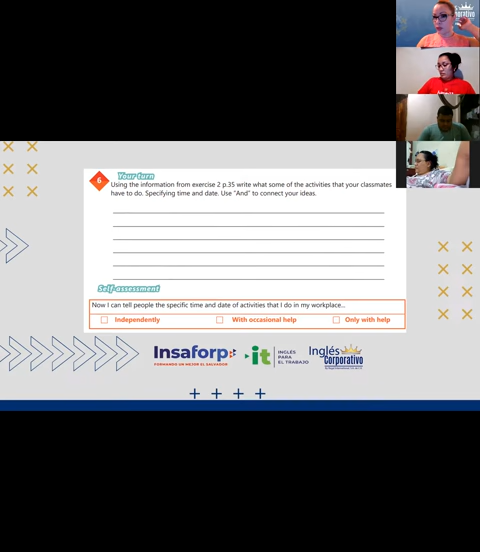 Corporativo
6
Your turn
Using the information from exercise 2 p.35 write what some of the activities that your classmates
have to do. Specifying time and date. Use "And" to connect your ideas.
Self-assessment
Now I can tell people the specific time and date of activities that I do in my workplace...
Independently
With occasional help
Only with help
Insaforp
FORMANDO UN MEJOR EL SALVADOR
it
INGLÉS
PARA
EL TRABAJO
Inglés
Corporativo